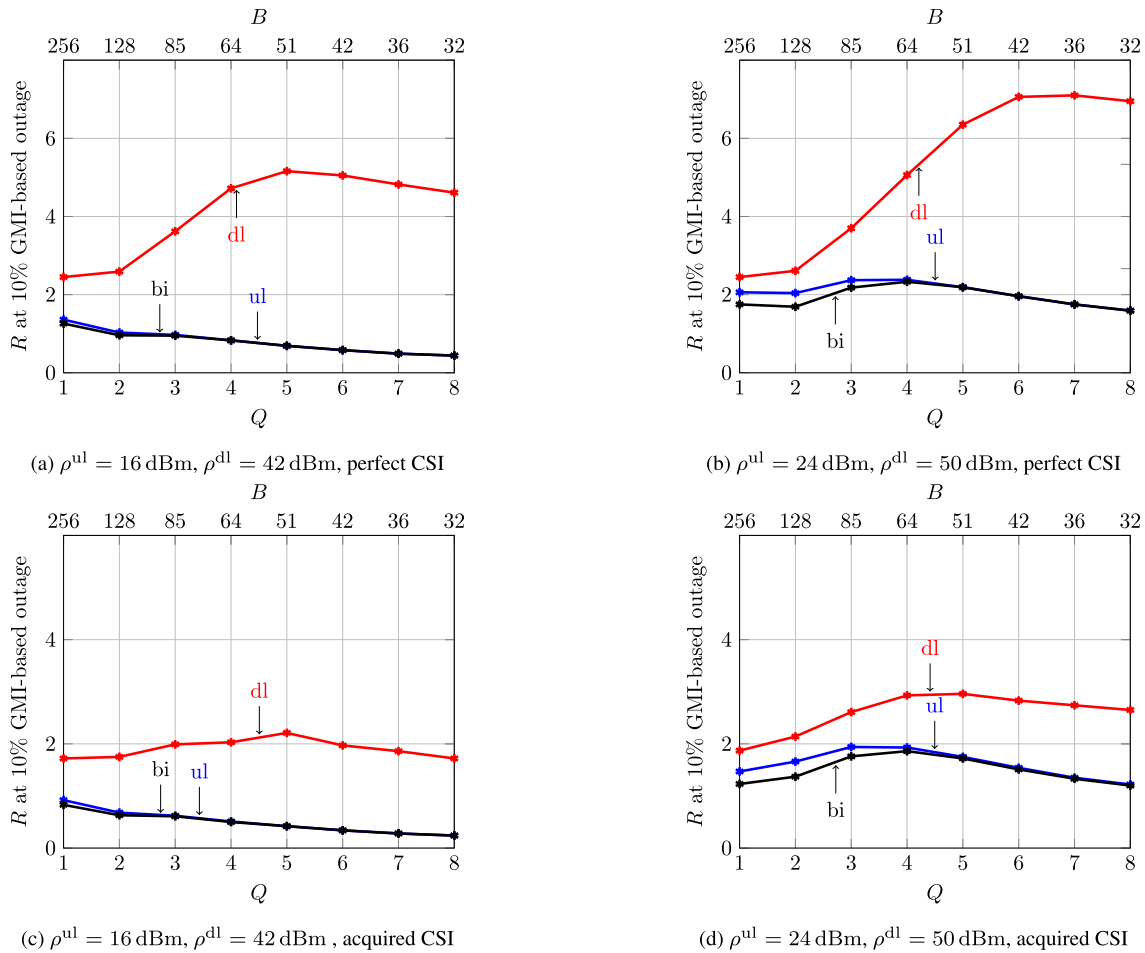 B
256 128 85 64 51 42 36 32
R at 10% GMI-based outage
6
4
2
0
dl
bi
ul
1 2 3 4 5 6 7 8
Q
(a) ρ^ul = 16 dBm, ρ^dl = 42 dBm, perfect CSI
B
256 128 85 64 51 42 36 32
R at 10% GMI-based outage
6
4
2
0
dl
ul
bi
1 2 3 4 5 6 7 8
Q
(b) ρ^ul = 24 dBm, ρ^dl = 50 dBm, perfect CSI
B
256 128 85 64 51 42 36 32
R at 10% GMI-based outage
4
2
0
dl
bi
ul
1 2 3 4 5 6 7 8
Q
(c) ρ^ul = 16 dBm, ρ^dl = 42 dBm , acquired CSI
B
256 128 85 64 51 42 36 32
R at 10% GMI-based outage
4
2
0
dl
ul
bi
1 2 3 4 5 6 7 8
Q
(d) ρ^ul = 24 dBm, ρ^dl = 50 dBm, acquired CSI